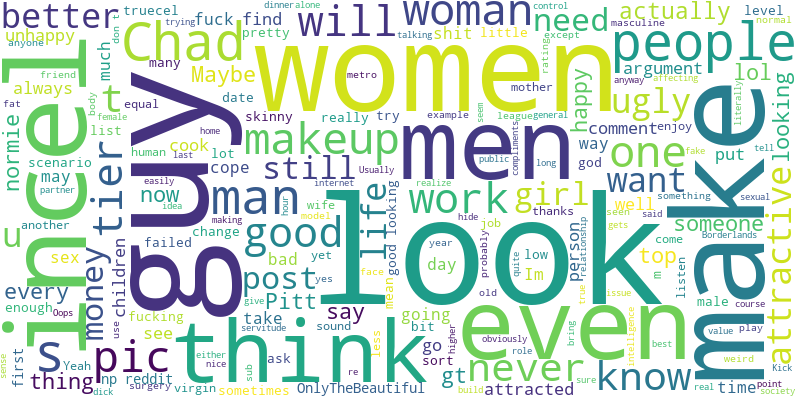 better
truecel
fuck
find
will
woman
need
actually
level
unhappy
anyone
don t
trying
dinner
alone
Chad
shit
little
control
masculine
normal
pretty
talking
except
trying
people
rating
argument
lol
women
incel
guy
look
make
men
think
even
many
Maybe
metro
mother
happy
ugly
affecting
always
much
t
friend
equal
date
skinny
example
league
general
seem
anyway
literally
fat
body
female
list
really
try
makeup
compliments
comment
enjoy
put
looking
normie
tier
human
home
cook
lot
cope
still
public
long
way
god
one
fake
tell
scenario
may
last
Usually
u
partner
easily
idea
now
man
internet
realize
want
something
sexual
another
making
wife
life
work
girl
well
seen
said
children
change
model
hour
hide
job
thanks
someone
gets
money
sex
failed
good
yet
good looking
year
quite
low
person
relationship
come
Borderlands
attractive
every
use
bad
face
day
Im
top
m
listen
male
course
enough
fucking
yes
post
Pitt
mean
probably
old
true
issue
intelligence
value
play
s
Oops
see
give
take
say
going
less
bit
obviously
role
bring
best
weird
Kick
first
Yeah
pic
either
servitude
sound
go
higher
never
know
time
real
point
thing
np
reddit
nice
sub
ask
re
sort
gt
attracted
build
sure
society
sense
dick
surgery
virgin
sometimes
OnlyTheBeautiful